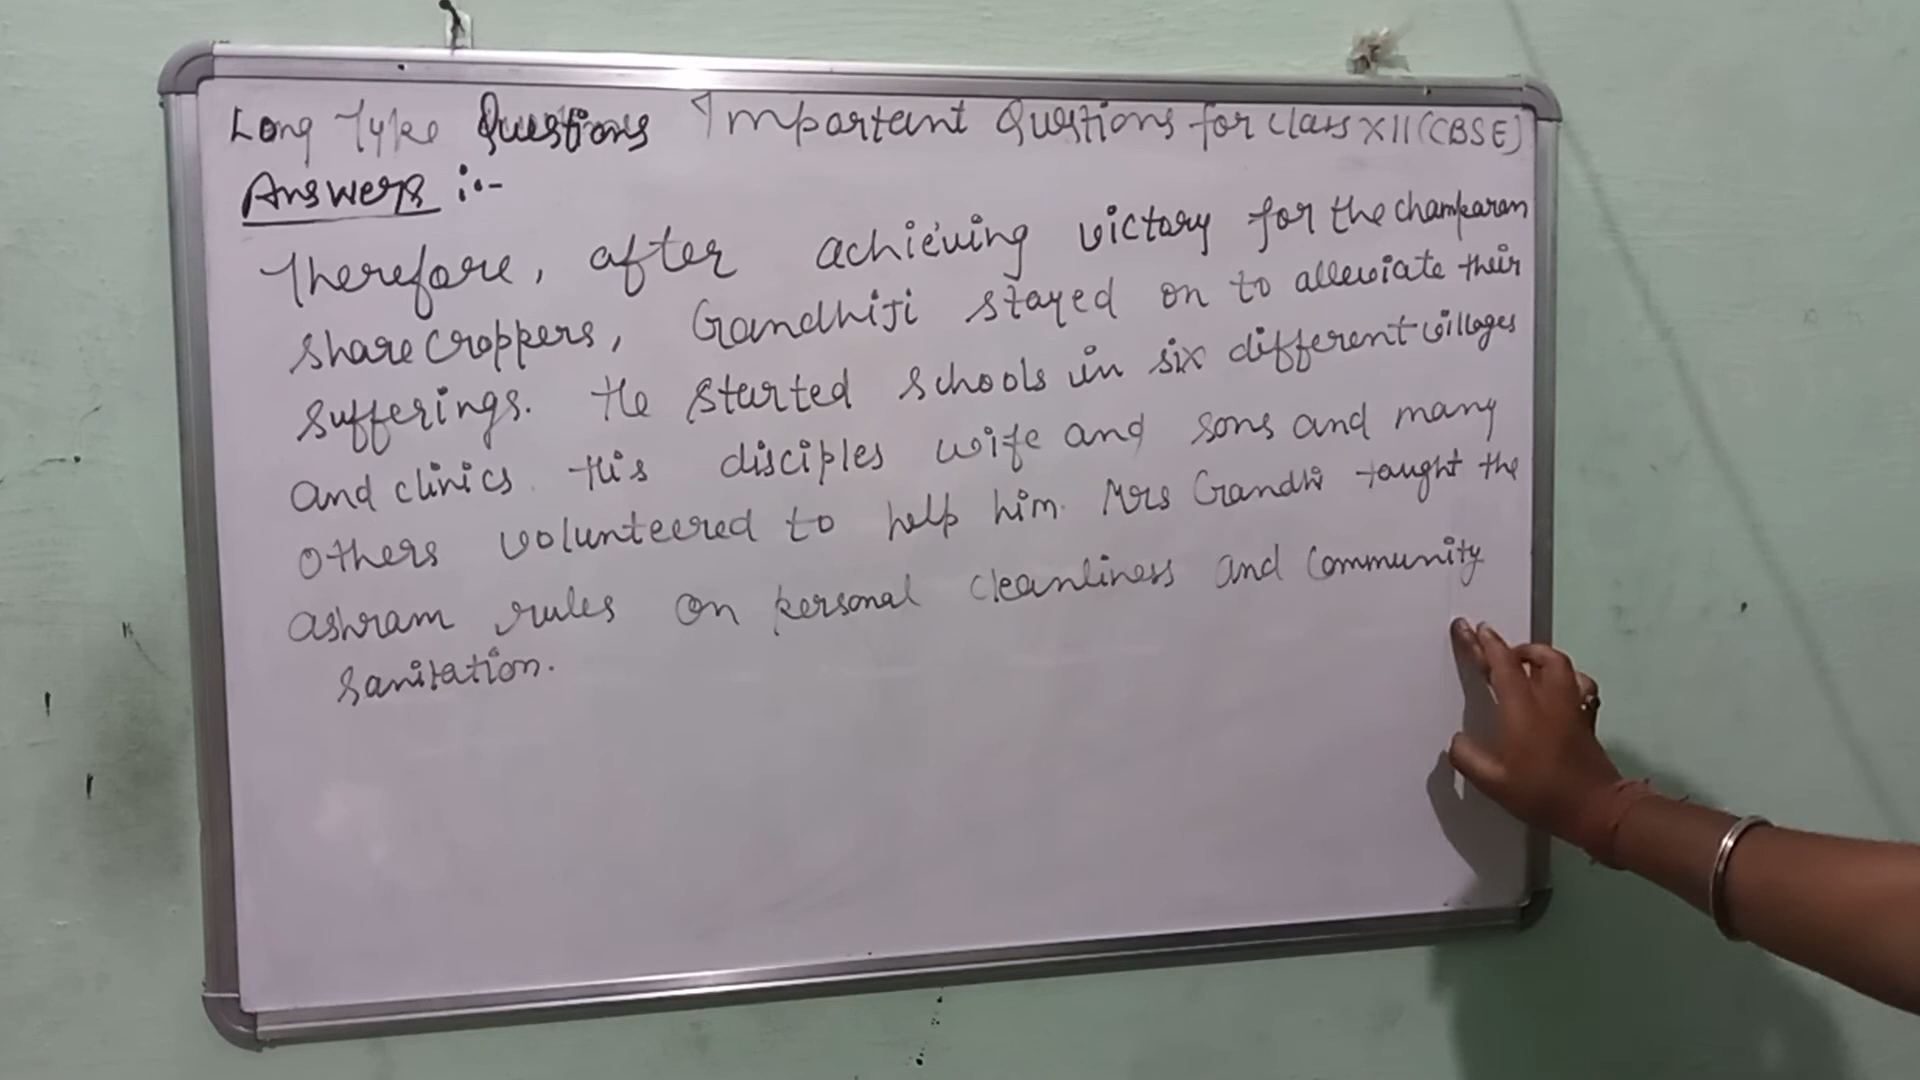 Long Type Questions Important Questions for Class XII (CBSE)
Answers :-
Therefore, after achieving victory for the champaran
sharecroppers, Gandhiji stayed on to alleviate their
sufferings. He started schools in six different villages
and clinics. His disciples wife and sons and many
others volunteered to help him. Mrs Gandhi taught the
ashram rules on personal cleanliness and community
sanitation.